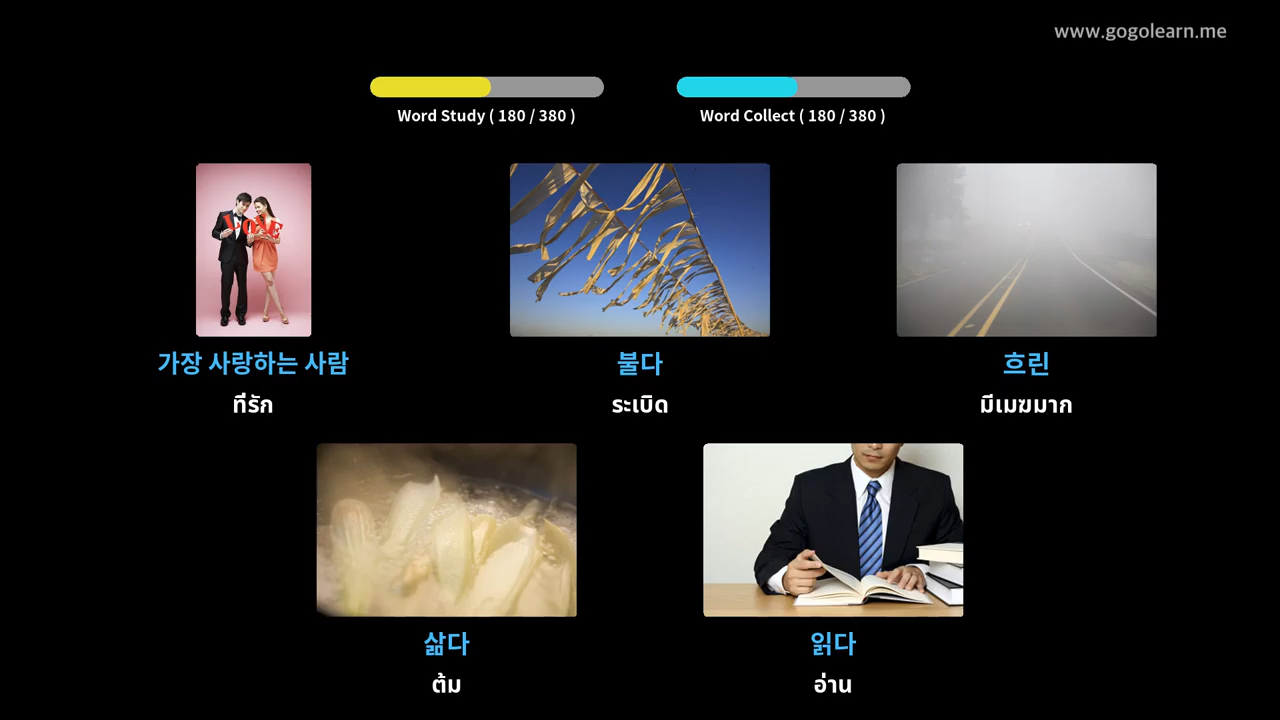 www.gogolearn.me
Word Study ( 180 / 380 )
Word Collect ( 180 / 380 )
가장 사랑하는 사람
ที่รัก
불다
ระเบิด
흐린
มีเมฆมาก
삶다
ต้ม
읽다
อ่าน